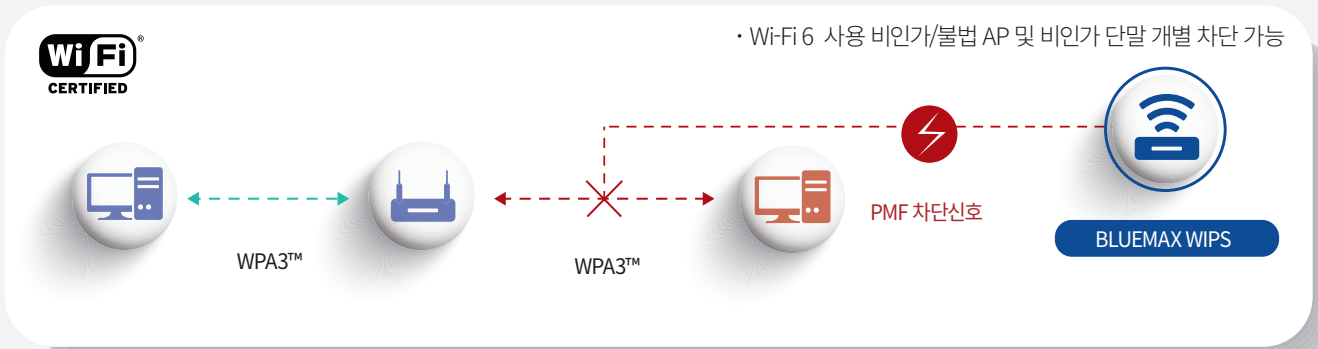 Wi Fi®
CERTIFIED
· Wi-Fi 6 사용 비인가/불법 AP 및 비인가 단말 개별 차단 가능
PMF 차단신호
BLUEMAX WIPS
WPA3™
WPA3™